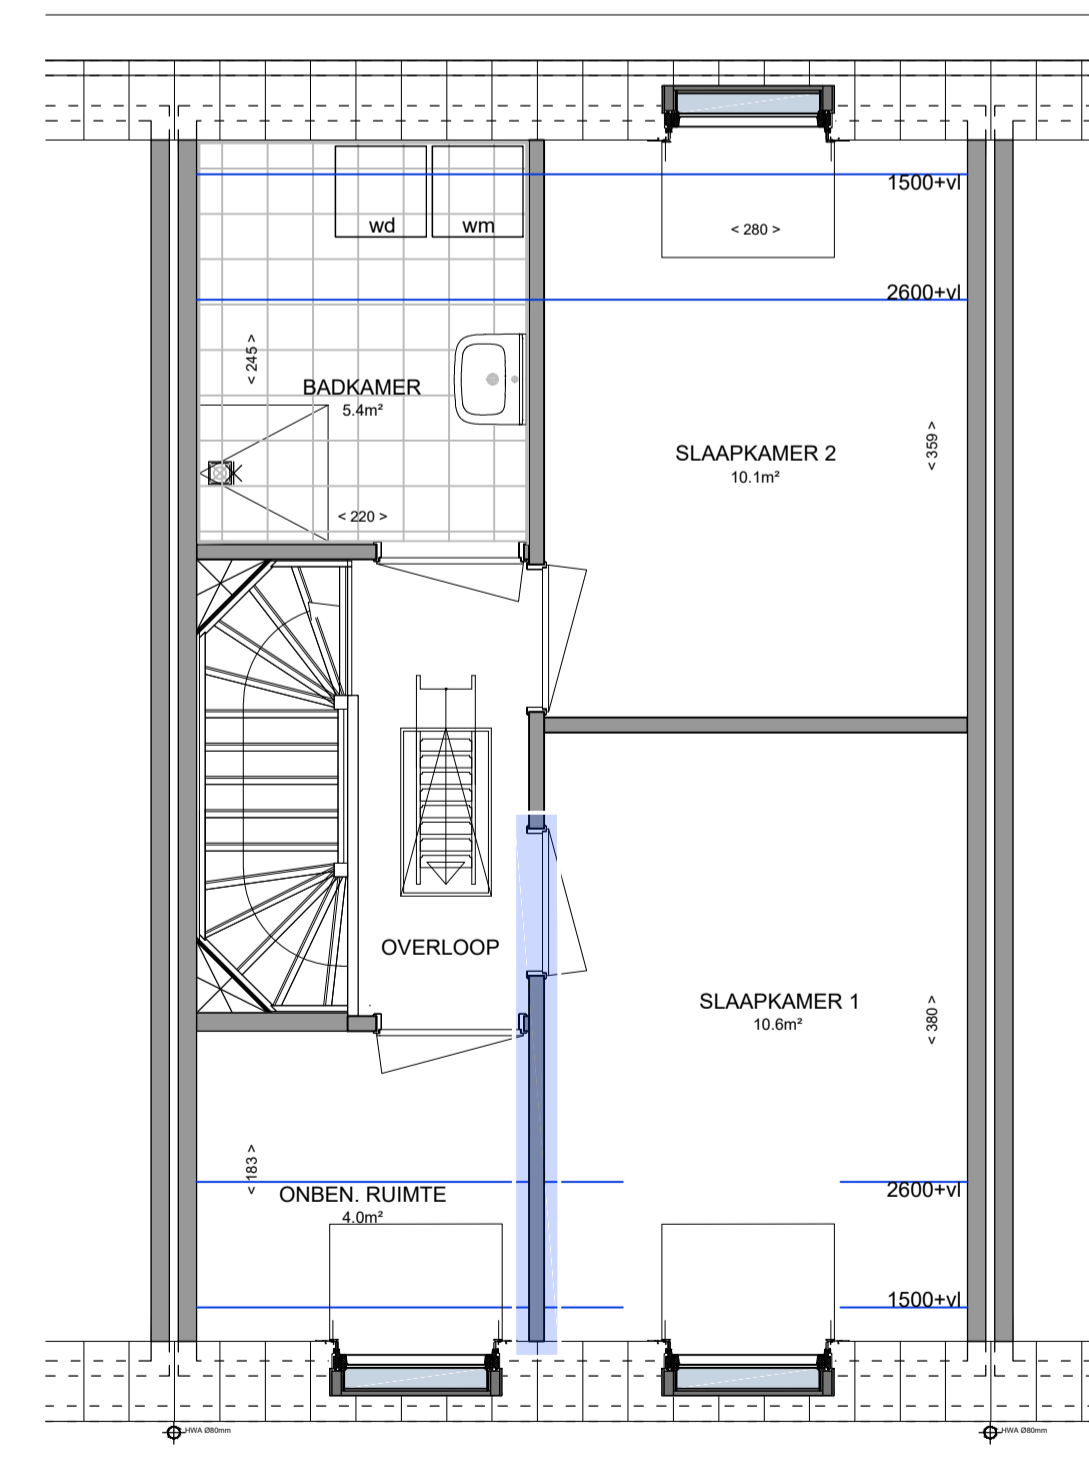 1500+vl
wd
wm
< 280 >
2600+vl
< 245 >
BADKAMER
5.4m²
SLAAPKAMER 2
10.1m²
< 359 >
< 220 >
OVERLOOP
SLAAPKAMER 1
10.6m²
< 380 >
< 183 >
ONBEN. RUIMTE
4.0m²
2600+vl
1500+vl
HWA Ø80mm
HWA Ø80mm